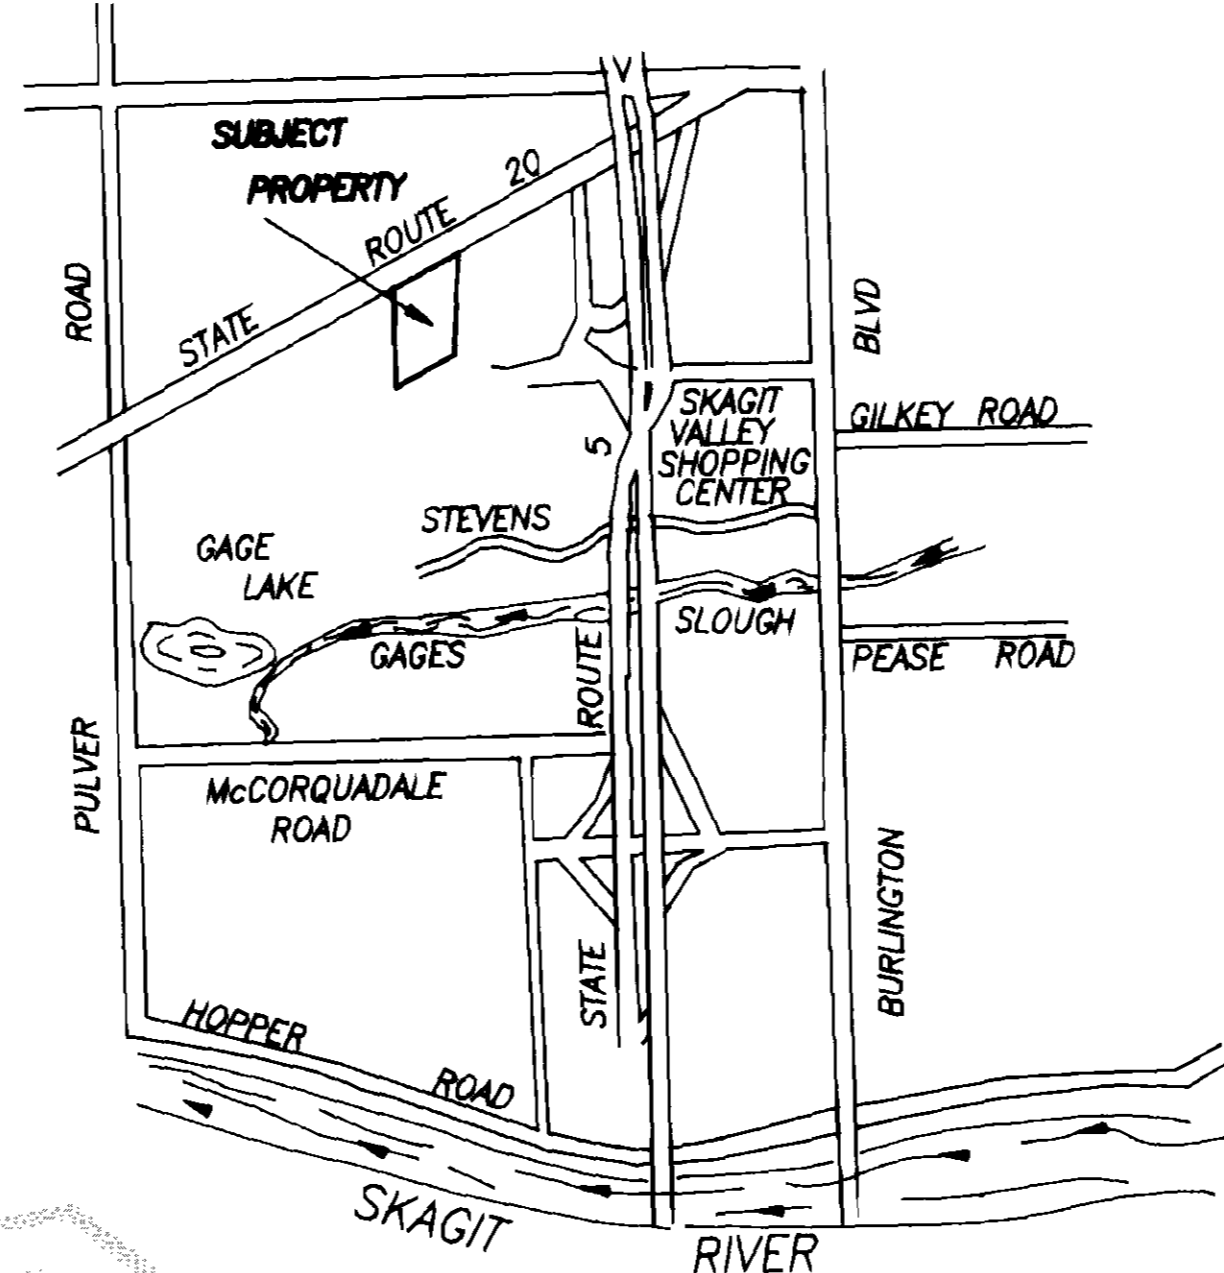 SUBJECT
PROPERTY
STATE ROUTE 20
ROAD
BLVD
GILKEY ROAD
SKAGIT
VALLEY
SHOPPING
CENTER
5
STEVENS
GAGE
LAKE
SLOUGH
GAGES
PEASE ROAD
ROUTE
PULVER
McCORQUADALE
ROAD
BURLINGTON
STATE
HOPPER
ROAD
SKAGIT
RIVER